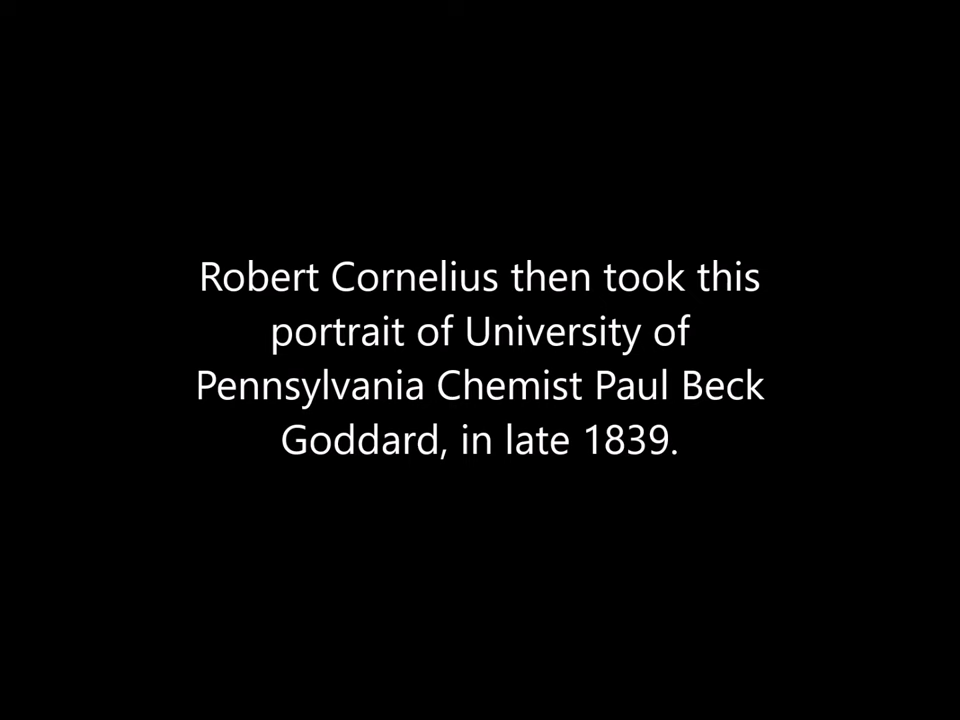 Robert Cornelius then took this
portrait of University of
Pennsylvania Chemist Paul Beck
Goddard, in late 1839.